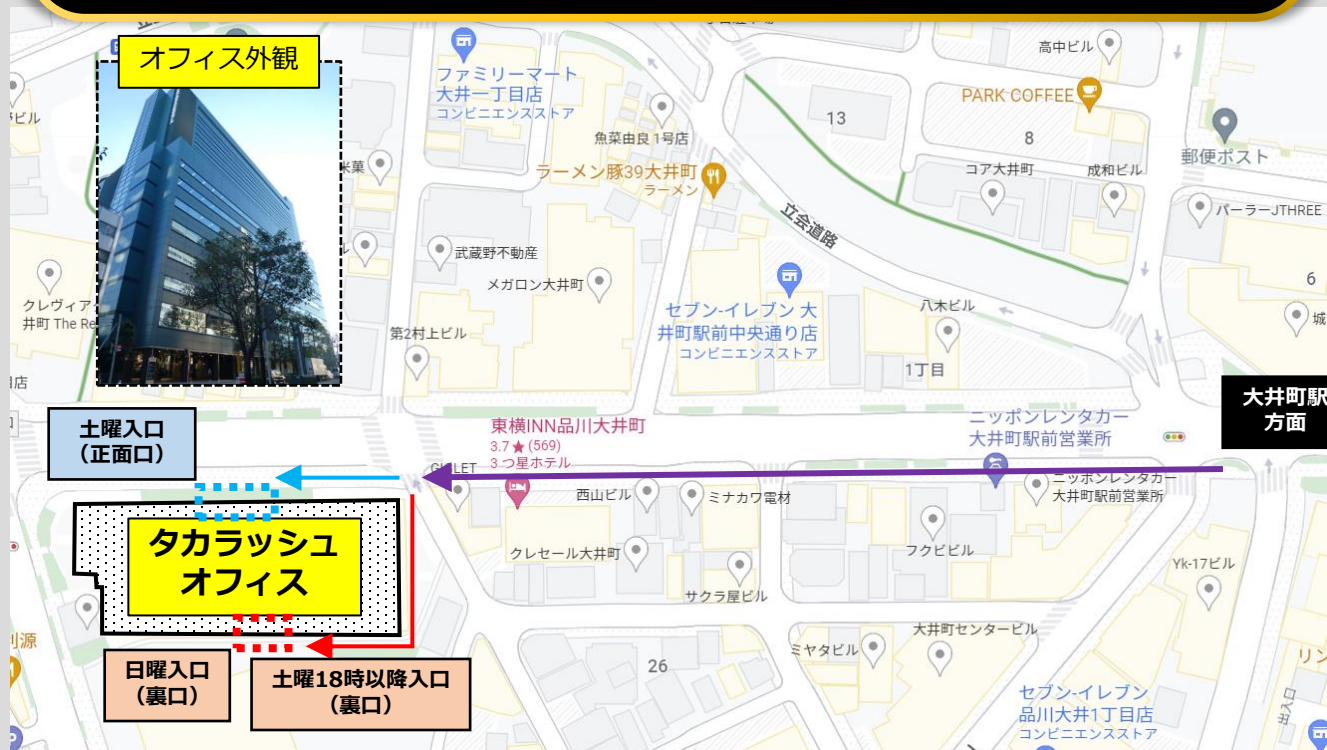 オフィス外観
ファミリーマート
大井一丁目店
コンビニエンスストア
魚菜由良 1号店
ラーメン豚39大井町
ラーメン
高中ビル
PARK COFFEE
13
8
コア大井町
成和ビル
郵便ポスト
パーラーJTHREE
6
城
立会道路
武蔵野不動産
メガロン大井町
クレヴィア
井町 The Re
第2村上ビル
セブン-イレブン 大
井町駅前中央通り店
コンビニエンスストア
八木ビル
1丁目
大井町駅
方面
土曜入口
（正面口）
東横INN品川大井町
3.7★(569)
3つ星ホテル
ニッポンレンタカー
大井町駅前営業所
西山ビル
ミナカワ電材
ニッポンレンタカー
大井町駅前営業所
タカラッシュ
オフィス
クレセール大井町
フクビビル
サクラ屋ビル
Yk-17ビル
大井町センタービル
ミヤタビル
26
日曜入口
（裏口）
土曜18時以降入口
（裏口）
セブン-イレブン
品川大井1丁目店
コンビニエンスストア
リン
出入口